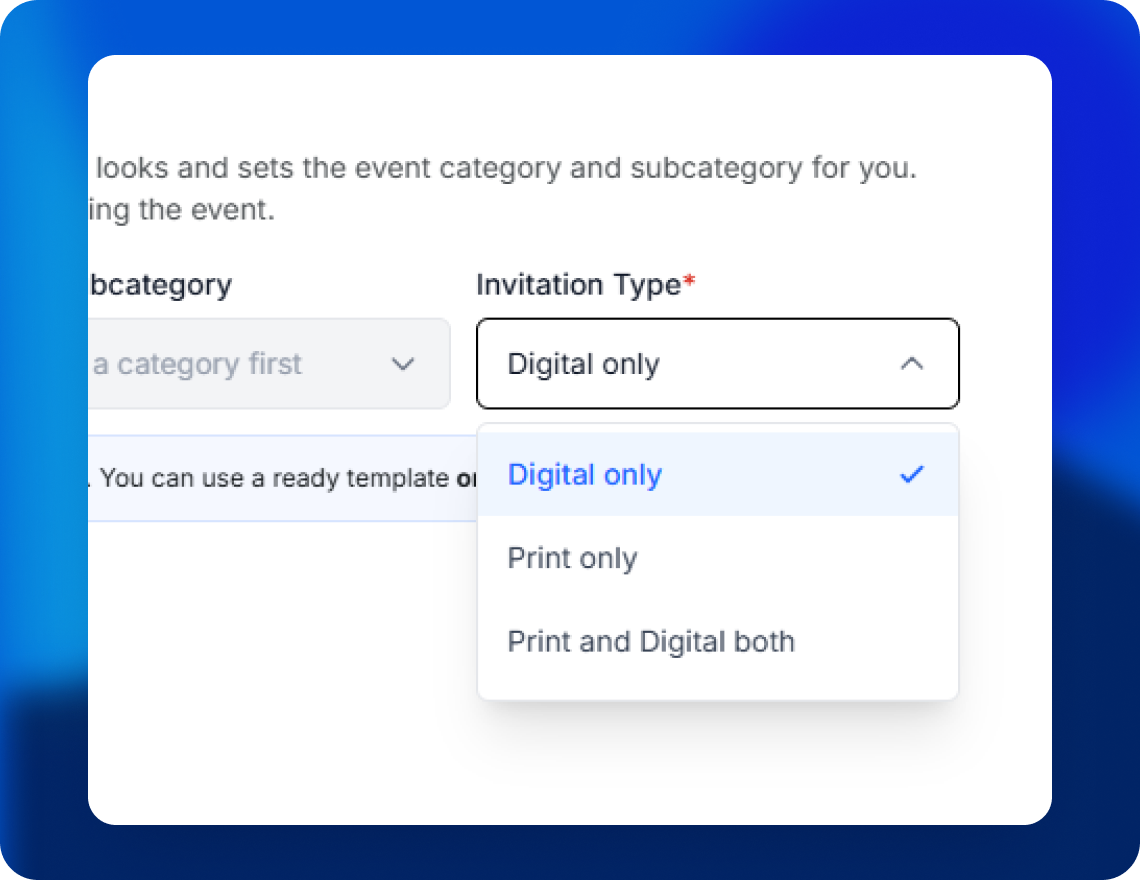 looks and sets the event category and subcategory for you.
ing the event.
bcategory
Invitation Type*
a category first
Digital only
. You can use a ready template or
Digital only
Print only
Print and Digital both